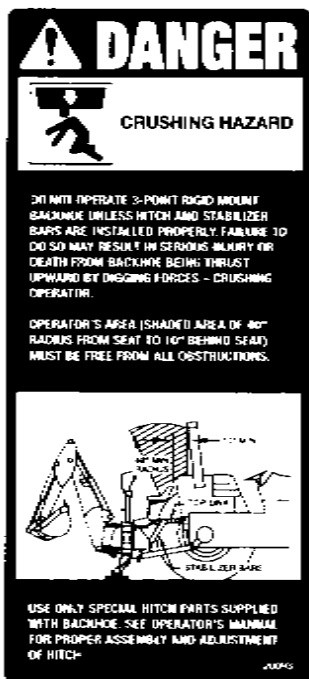 DANGER
CRUSHING HAZARD
DO NOT OPERATE 3-POINT RIGID MOUNT
BACKHOE UNLESS HITCH AND STABILIZER
BARS ARE INSTALLED PROPERLY. FAILURE TO
DO SO MAY RESULT IN SERIOUS INJURY OR
DEATH FROM BACKHOE BEING THRUST
UPWARD BY DIGGING FORCES – CRUSHING
OPERATOR.
OPERATOR'S AREA (SHADED AREA OF 40"
RADIUS FROM SEAT TO 10" BEHIND SEAT)
MUST BE FREE FROM ALL OBSTRUCTIONS.
RADIUS
TOP LINK
STABILIZER BARS
USE ONLY SPECIAL HITCH PARTS SUPPLIED
WITH BACKHOE. SEE OPERATOR'S MANUAL
FOR PROPER ASSEMBLY AND ADJUSTMENT
OF HITCH